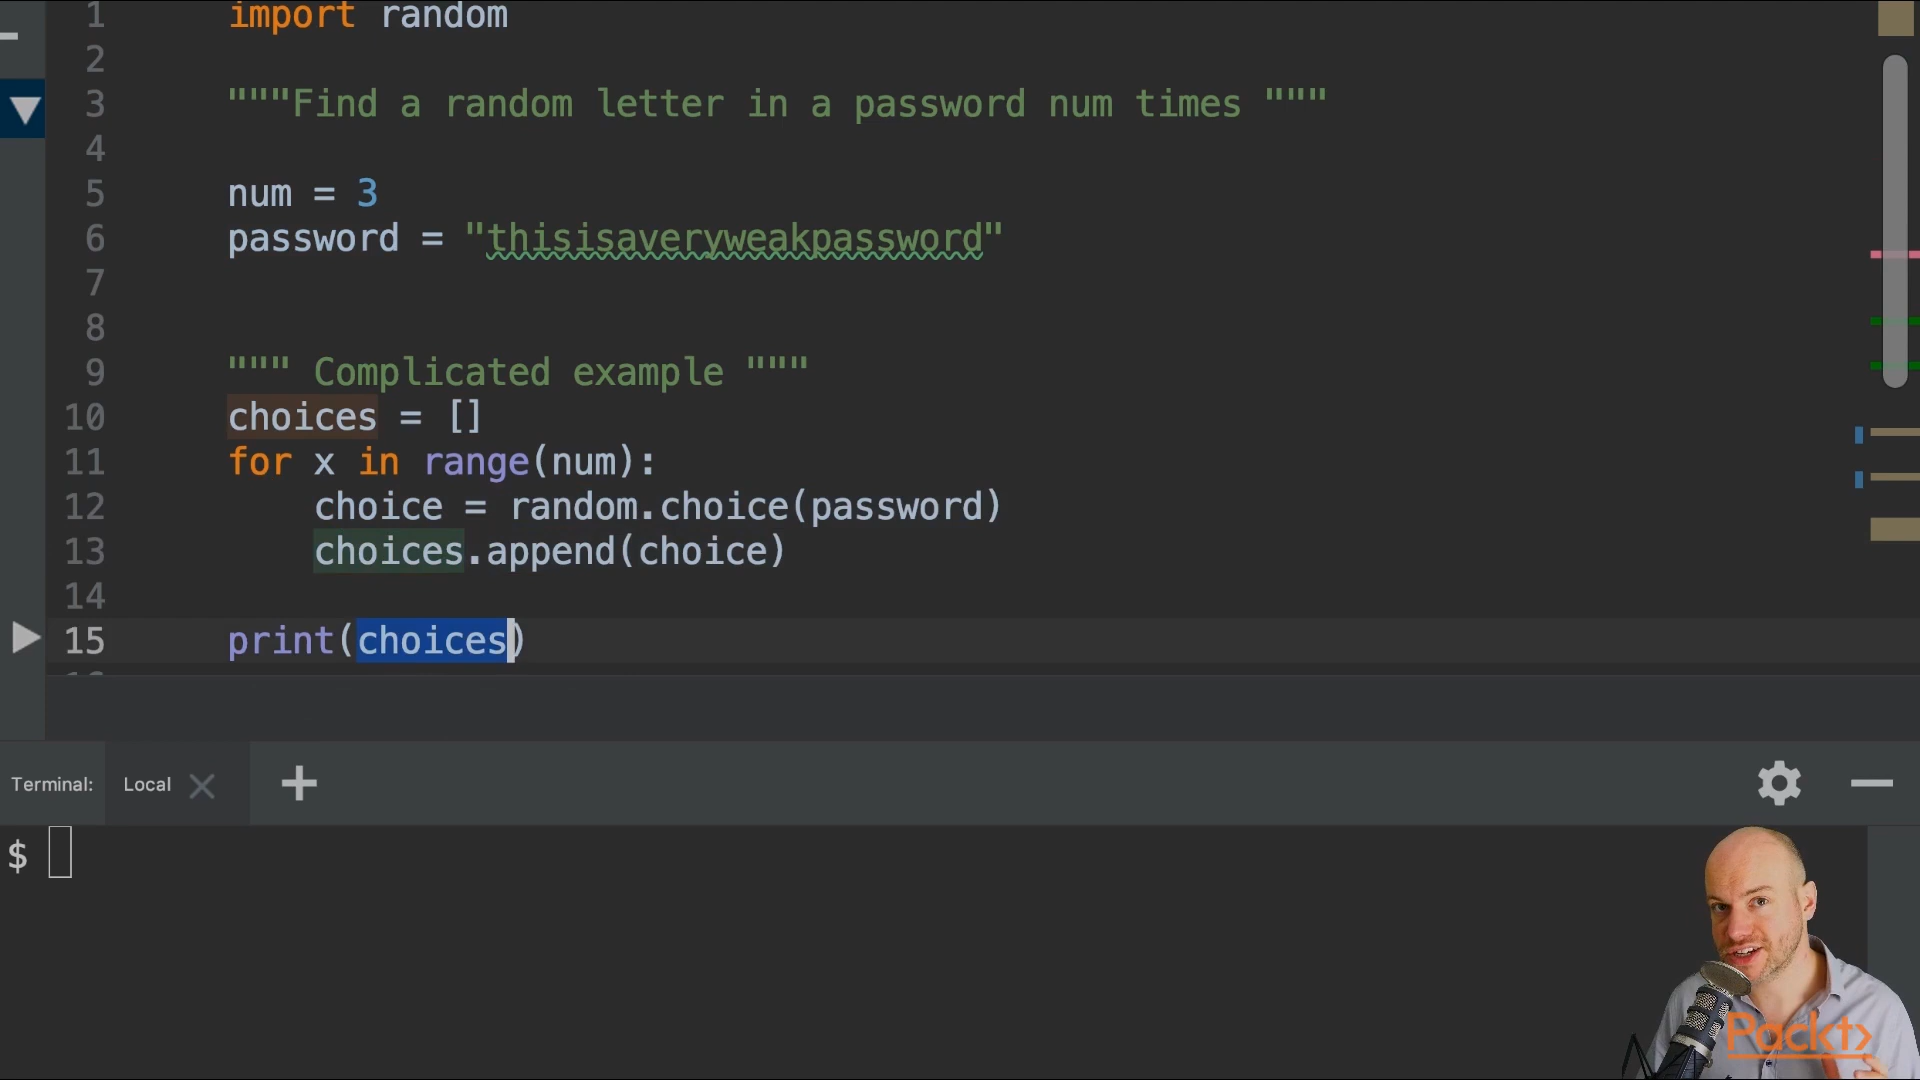 1 import random
2
3 """Find a random letter in a password num times """
4
5 num = 3
6 password = "thisisaveryweakpassword"
7
8
9 """ Complicated example """
10 choices = []
11 for x in range(num):
12 choice = random.choice(password)
13 choices.append(choice)
14
15 print(choices)
Terminal: Local
$
Packt>